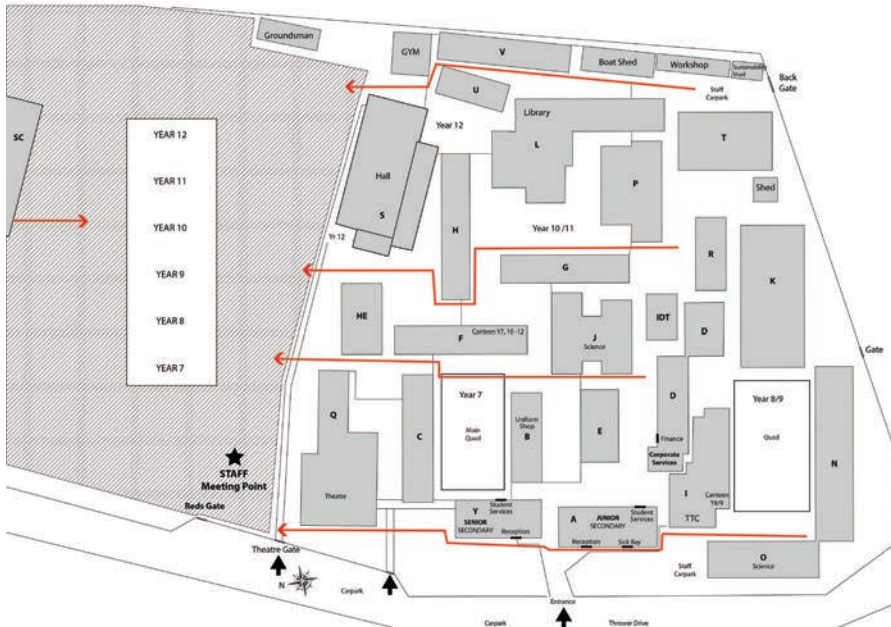 Groundsman
GYM
V
Boat Shed
Workshop
Sustainability
Shed
Back
Gate
Staff
Carpark
U
Year 12
Library
L
T
SC
YEAR 12
YEAR 11
YEAR 10
YEAR 9
YEAR 8
YEAR 7
Hall
S
Yr 12
H
P
Shed
Year 10 /11
G
R
K
HE
F
Canteen Y7, 10 -12
J
Science
IDT
D
Gate
Q
Theatre
C
Year 7
Main
Quad
Uniform
Shop
B
E
D
Finance
Corporate
Services
Year 8/9
Quad
N
STAFF
Meeting Point
Beds Gate
Y
SENIOR
SECONDARY
Student
Services
Reception
A
JUNIOR
SECONDARY
Student
Services
Reception
Sick Bay
I
Canteen
Y8/9
TTC
O
Science
Staff
Carpark
Theatre Gate
N
Carpark
Entrance
Carpark
Thrower Drive